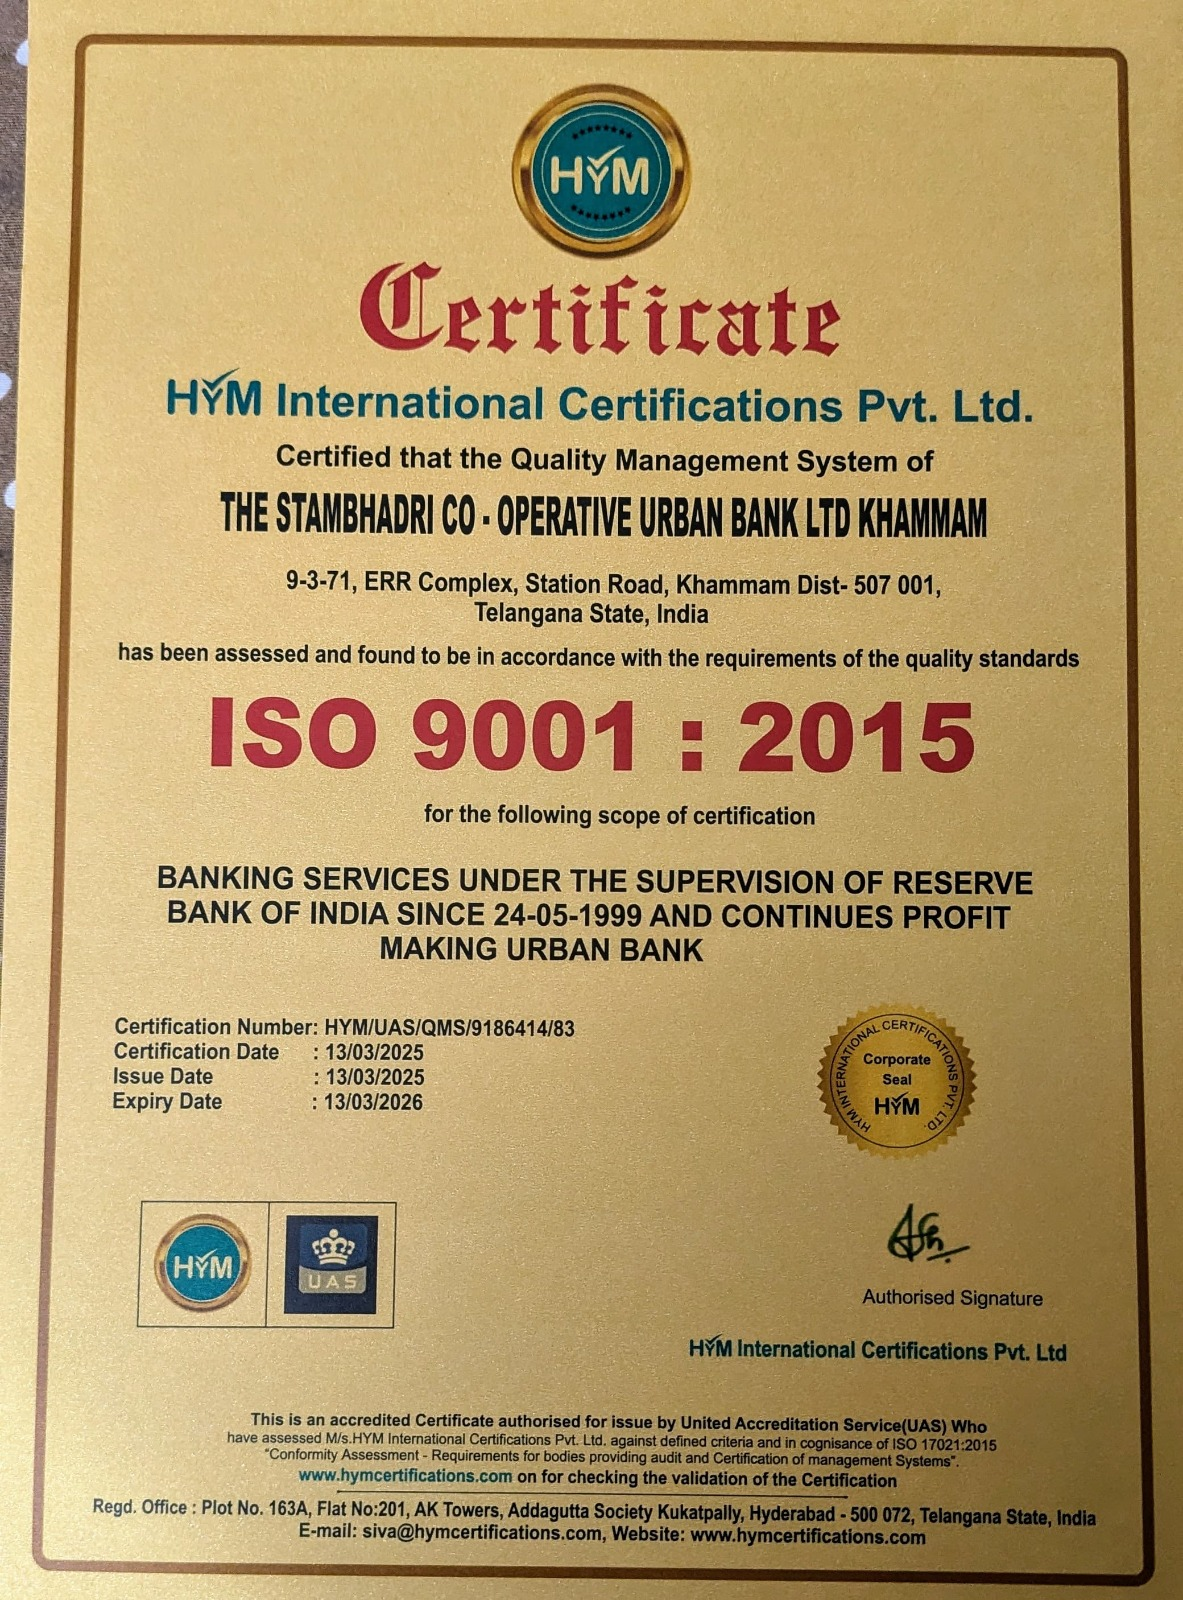 HYM
Certificate
HYM International Certifications Pvt. Ltd.
Certified that the Quality Management System of
THE STAMBHADRI CO - OPERATIVE URBAN BANK LTD KHAMMAM
9-3-71, ERR Complex, Station Road, Khammam Dist- 507 001,
Telangana State, India
has been assessed and found to be in accordance with the requirements of the quality standards
ISO 9001 : 2015
for the following scope of certification
BANKING SERVICES UNDER THE SUPERVISION OF RESERVE
BANK OF INDIA SINCE 24-05-1999 AND CONTINUES PROFIT
MAKING URBAN BANK
Certification Number: HYM/UAS/QMS/9186414/83
Certification Date : 13/03/2025
Issue Date : 13/03/2025
Expiry Date : 13/03/2026
HYM INTERNATIONAL CERTIFICATIONS PVT. LTD.
Corporate
Seal
HYM
HYM
UAS
Authorised Signature
HYM International Certifications Pvt. Ltd
This is an accredited Certificate authorised for issue by United Accreditation Service(UAS) Who
have assessed M/s.HYM International Certifications Pvt. Ltd. against defined criteria and in cognisance of ISO 17021:2015
"Conformity Assessment - Requirements for bodies providing audit and Certification of management Systems".
www.hymcertifications.com on for checking the validation of the Certification
Regd. Office : Plot No. 163A, Flat No:201, AK Towers, Addagutta Society Kukatpally, Hyderabad - 500 072, Telangana State, India
E-mail: siva@hymcertifications.com, Website: www.hymcertifications.com